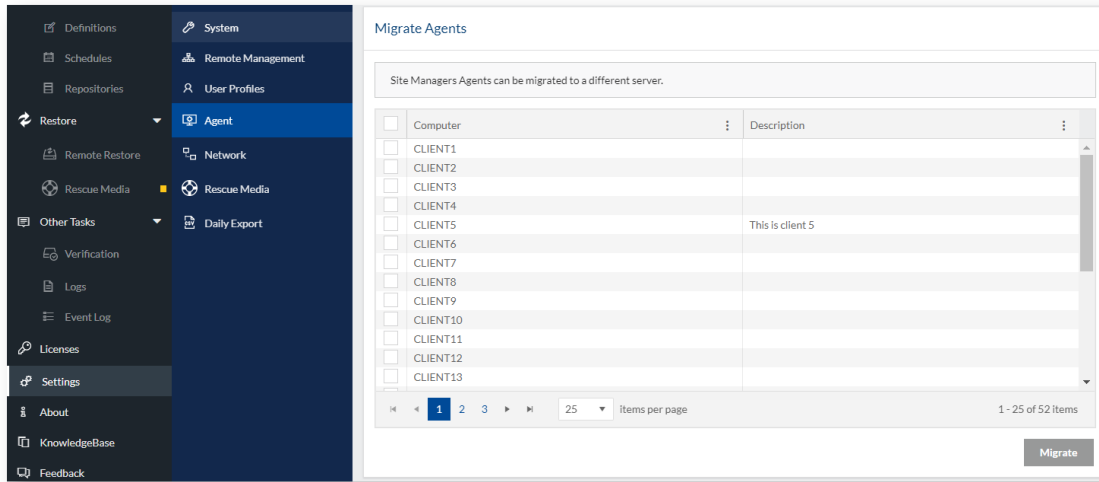 Definitions
Schedules
Repositories
Restore
Remote Restore
Rescue Media
Other Tasks
Verification
Logs
Event Log
Licenses
Settings
About
KnowledgeBase
Feedback
System
Remote Management
User Profiles
Agent
Network
Rescue Media
CSV
Daily Export
Migrate Agents
Site Managers Agents can be migrated to a different server.
Computer Description
CLIENT1
CLIENT2
CLIENT3
CLIENT4
CLIENT5 This is client 5
CLIENT6
CLIENT7
CLIENT8
CLIENT9
CLIENT10
CLIENT11
CLIENT12
CLIENT13
1 2 3 25 items per page 1 - 25 of 52 items
Migrate